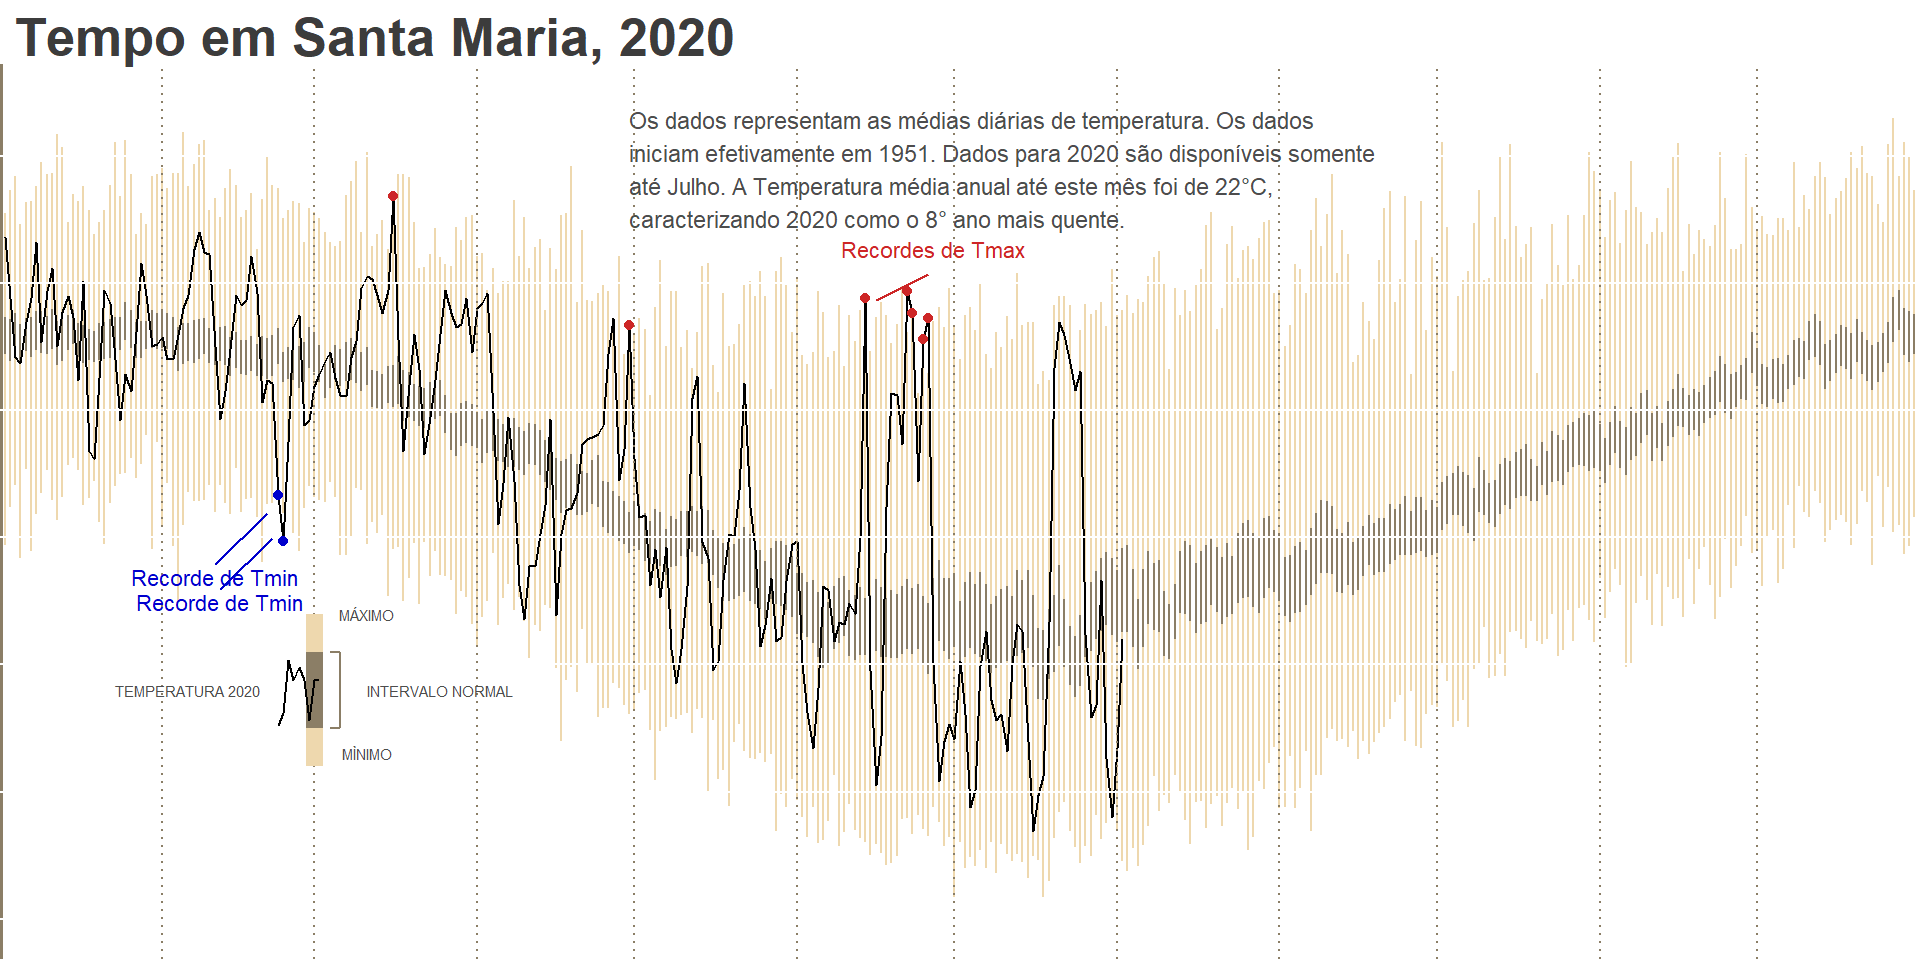 Tempo em Santa Maria, 2020
Os dados representam as médias diárias de temperatura. Os dados
iniciam efetivamente em 1951. Dados para 2020 são disponíveis somente
até Julho. A Temperatura média anual até este mês foi de 22°C,
caracterizando 2020 como o 8° ano mais quente.
Recordes de Tmax
Recorde de Tmin
Recorde de Tmin
MÁXIMO
TEMPERATURA 2020
INTERVALO NORMAL
MÌNIMO